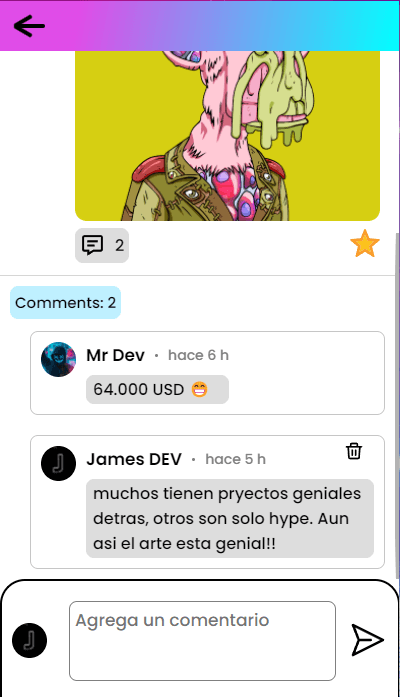 2
Comments: 2
Mr Dev · hace 6 h
64.000 USD 😁
James DEV · hace 5 h
muchos tienen pryectos geniales
detras, otros son solo hype. Aun
asi el arte esta genial!!
Agrega un comentario